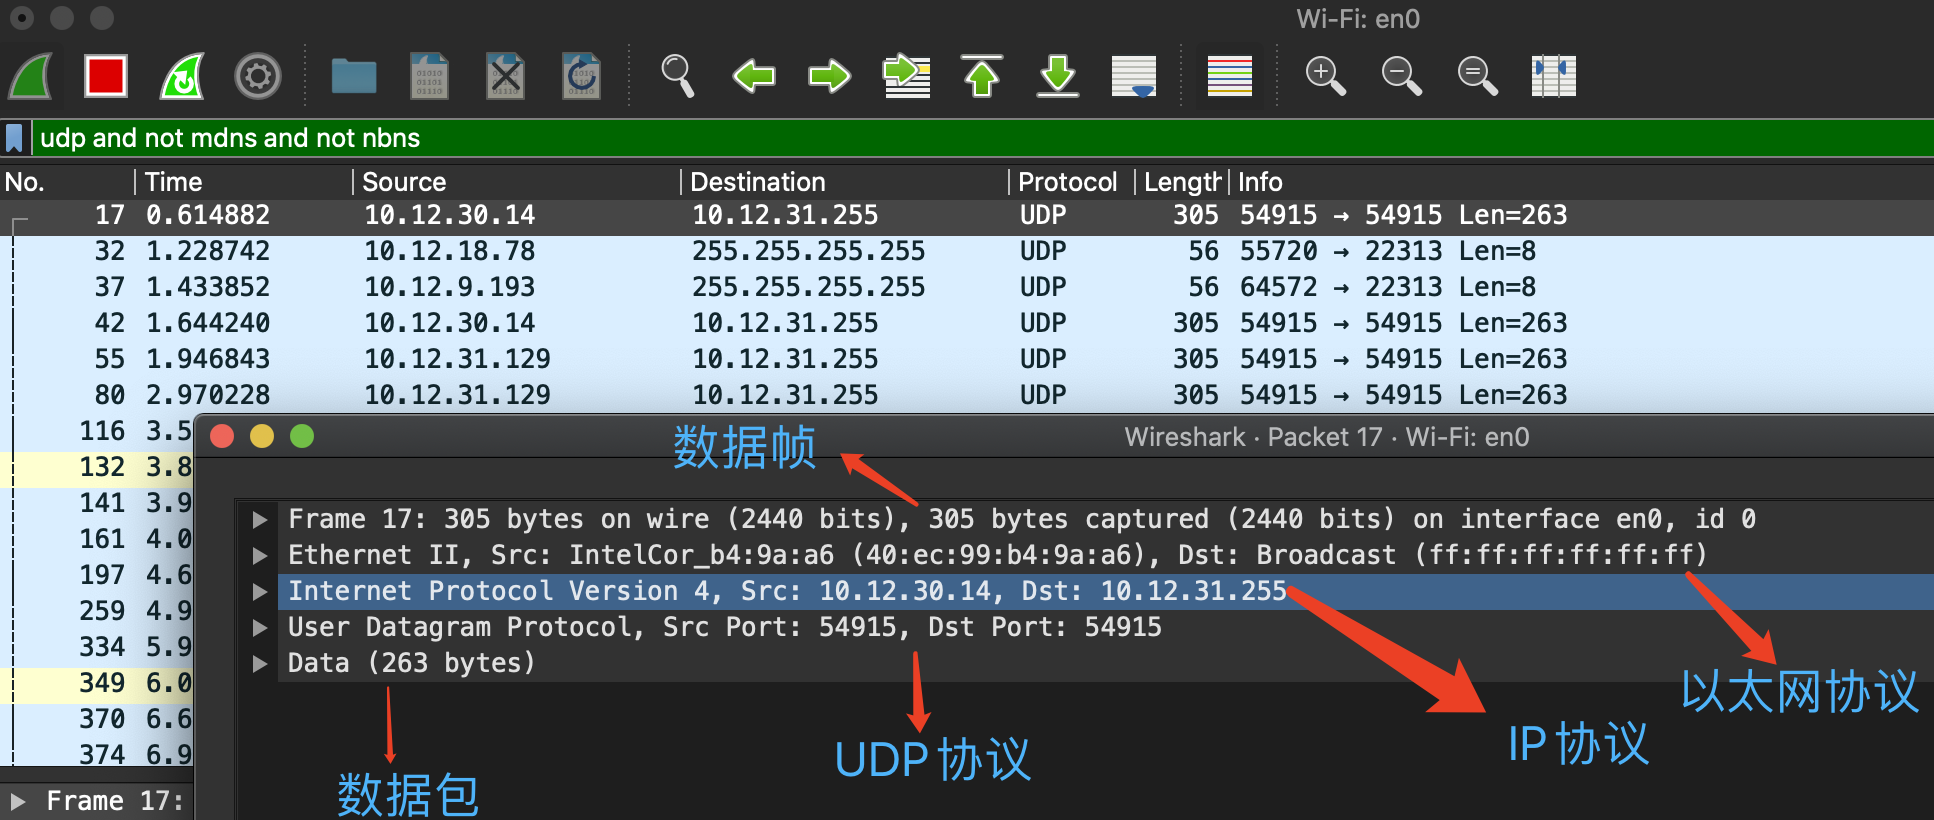 Wi-Fi: en0
udp and not mdns and not nbns
No. Time Source Destination Protocol Length Info
17 0.614882 10.12.30.14 10.12.31.255 UDP 305 54915 → 54915 Len=263
32 1.228742 10.12.18.78 255.255.255.255 UDP 56 55720 → 22313 Len=8
37 1.433852 10.12.9.193 255.255.255.255 UDP 56 64572 → 22313 Len=8
42 1.644240 10.12.30.14 10.12.31.255 UDP 305 54915 → 54915 Len=263
55 1.946843 10.12.31.129 10.12.31.255 UDP 305 54915 → 54915 Len=263
80 2.970228 10.12.31.129 10.12.31.255 UDP 305 54915 → 54915 Len=263
116 3.5
132 3.8
141 3.9
161 4.0
197 4.6
259 4.9
334 5.9
349 6.0
370 6.6
374 6.9
Frame 17:
数据帧
Wireshark · Packet 17 · Wi-Fi: en0
Frame 17: 305 bytes on wire (2440 bits), 305 bytes captured (2440 bits) on interface en0, id 0
Ethernet II, Src: IntelCor_b4:9a:a6 (40:ec:99:b4:9a:a6), Dst: Broadcast (ff:ff:ff:ff:ff:ff)
Internet Protocol Version 4, Src: 10.12.30.14, Dst: 10.12.31.255
User Datagram Protocol, Src Port: 54915, Dst Port: 54915
Data (263 bytes)
以太网协议
IP协议
UDP协议
数据包